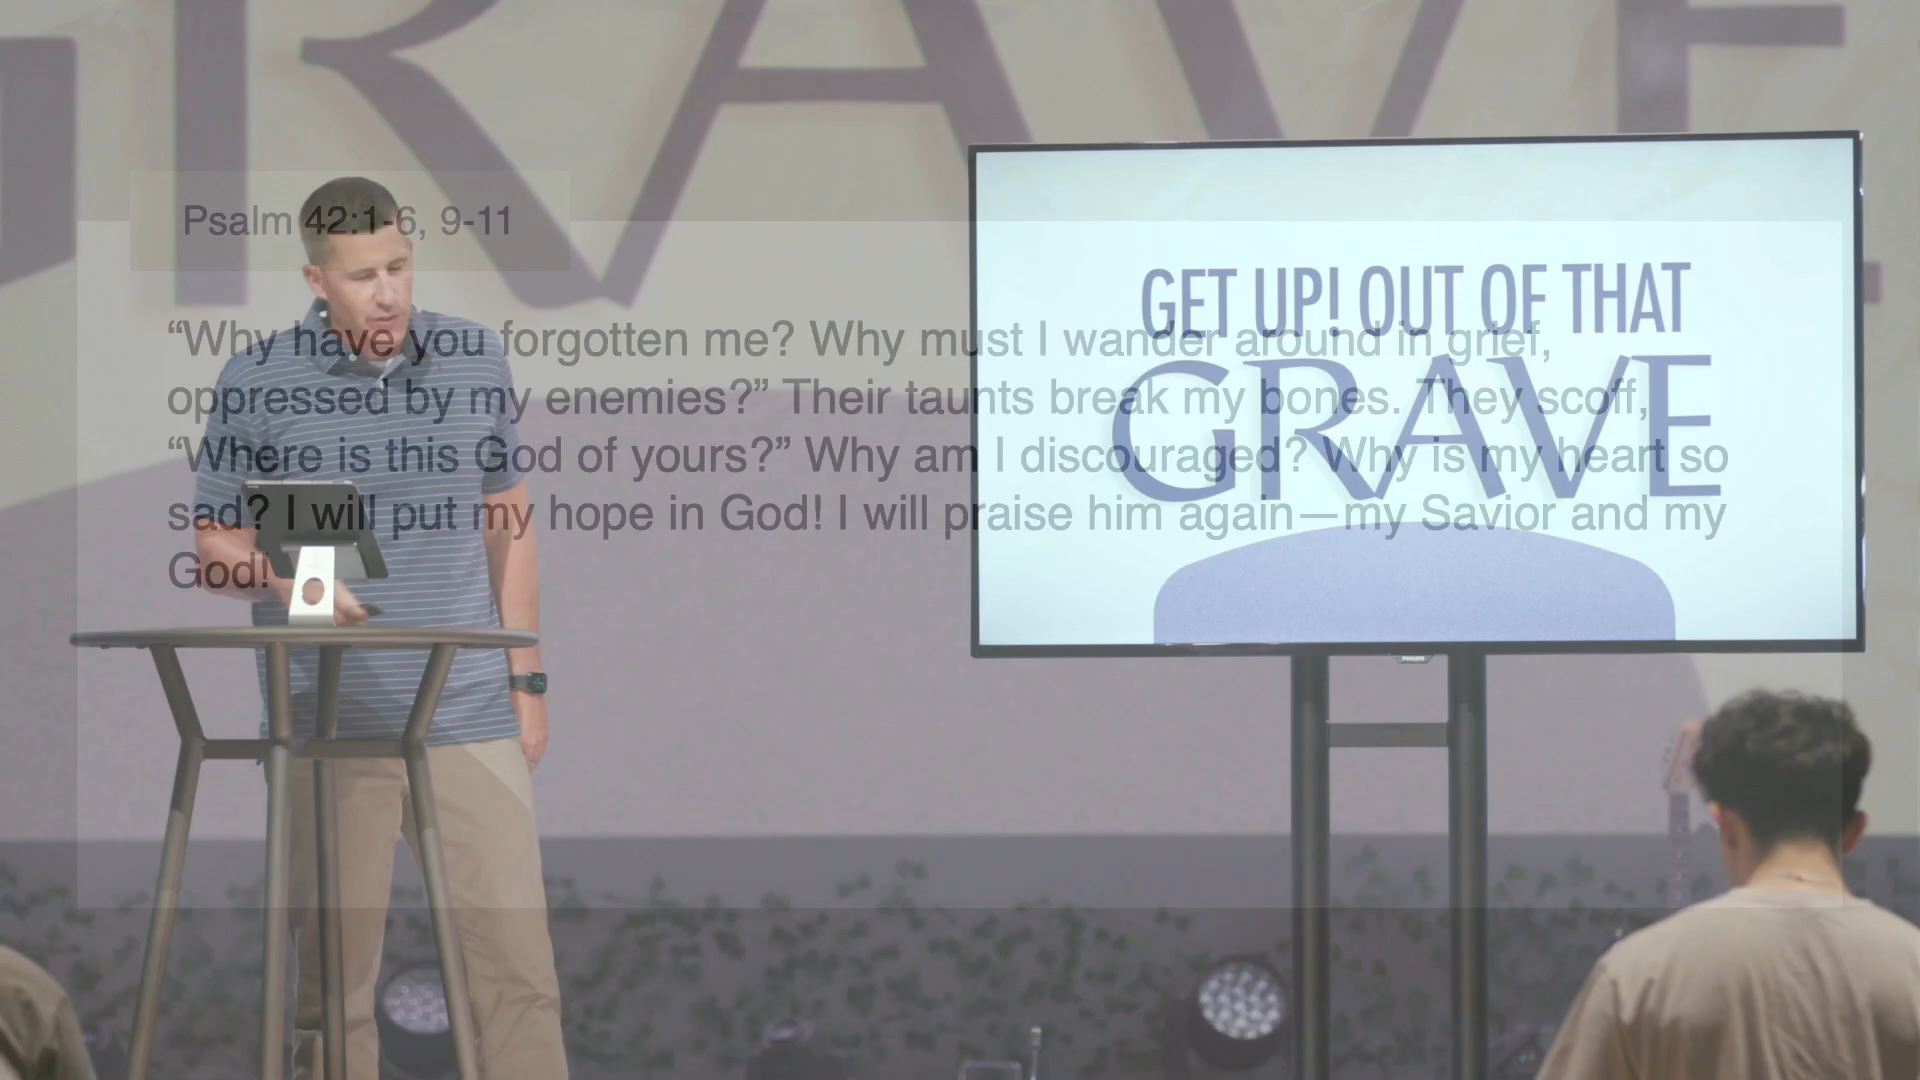 GRAVE
Psalm 42:1-6, 9-11
“Why have you forgotten me? Why must I wander around in grief,
oppressed by my enemies?” Their taunts break my bones. They scoff,
“Where is this God of yours?” Why am I discouraged? Why is my heart so
sad? I will put my hope in God! I will praise him again—my Savior and my
God!
GET UP! OUT OF THAT
GRAVE
PHILIPS